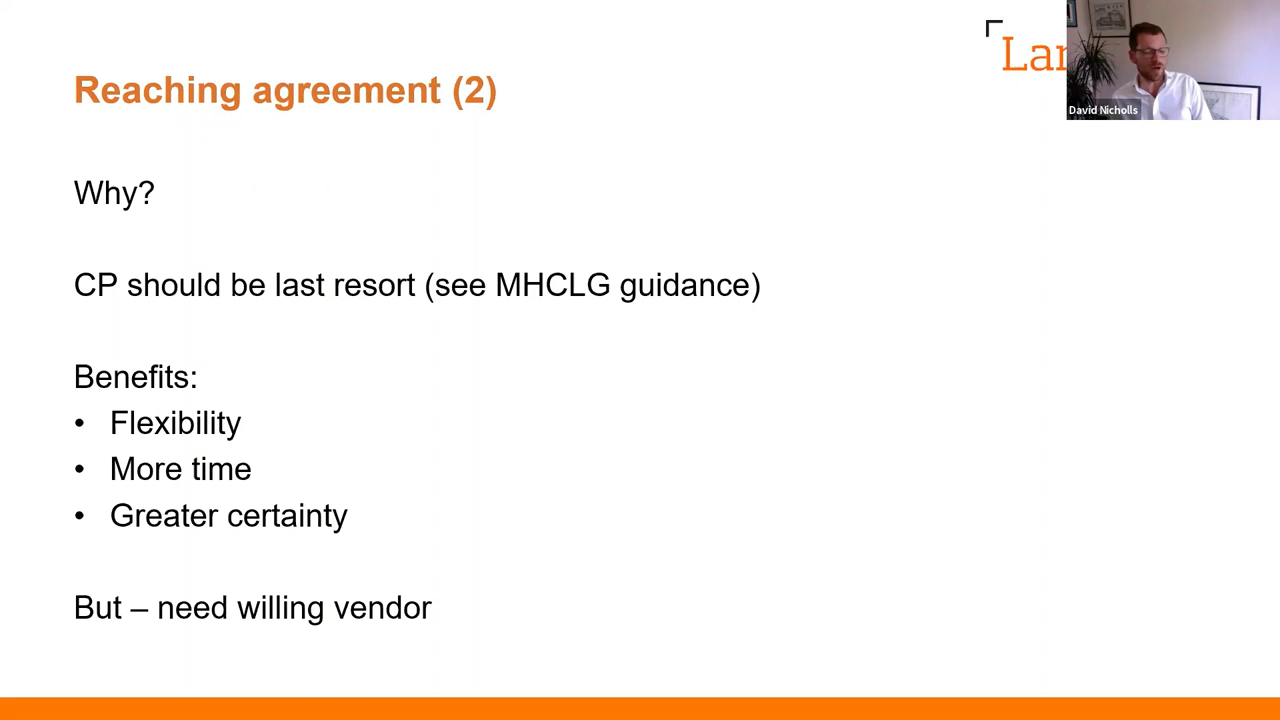 Reaching agreement (2)
David Nicholls
Why?
CP should be last resort (see MHCLG guidance)
Benefits:
• Flexibility
• More time
• Greater certainty
But – need willing vendor